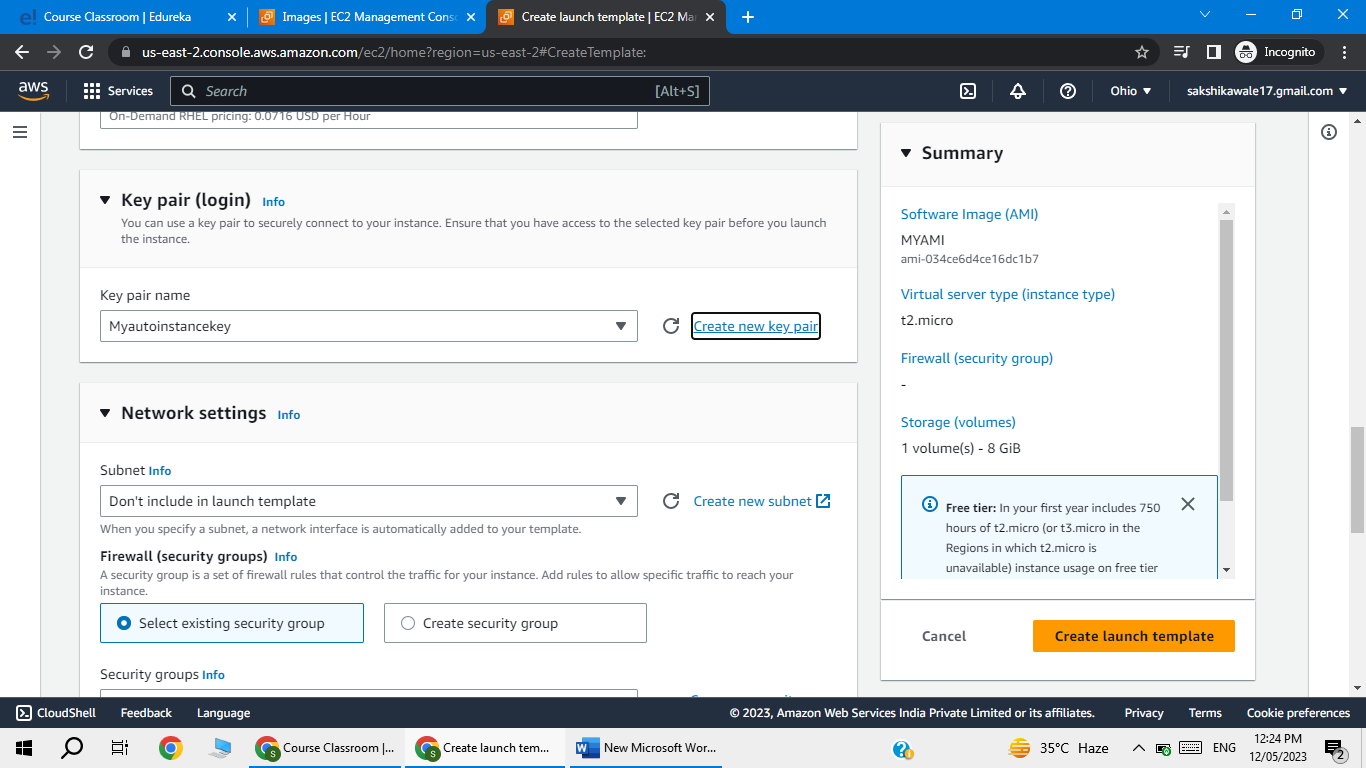 Course Classroom | Edureka
Images | EC2 Management Conso
Create launch template | EC2 Man
us-east-2.console.aws.amazon.com/ec2/home?region=us-east-2#CreateTemplate:
Incognito
aws
Services
Search
[Alt+S]
Ohio
sakshikawale17.gmail.com
On-Demand RHEL pricing: 0.0716 USD per Hour
Key pair (login) Info
You can use a key pair to securely connect to your instance. Ensure that you have access to the selected key pair before you launch
the instance.
Key pair name
Myautoinstancekey
Create new key pair
Network settings Info
Subnet Info
Don't include in launch template
Create new subnet
When you specify a subnet, a network interface is automatically added to your template.
Firewall (security groups) Info
A security group is a set of firewall rules that control the traffic for your instance. Add rules to allow specific traffic to reach your
instance.
Select existing security group
Create security group
Security groups Info
Summary
Software Image (AMI)
MYAMI
ami-034ce6d4ce16dc1b7
Virtual server type (instance type)
t2.micro
Firewall (security group)
-
Storage (volumes)
1 volume(s) - 8 GiB
Free tier: In your first year includes 750
hours of t2.micro (or t3.micro in the
Regions in which t2.micro is
unavailable) instance usage on free tier
Cancel
Create launch template
CloudShell
Feedback
Language
© 2023, Amazon Web Services India Private Limited or its affiliates.
Privacy
Terms
Cookie preferences
Course Classroom |...
Create launch tem...
New Microsoft Wor...
35°C Haze
ENG
12:24 PM
12/05/2023
2